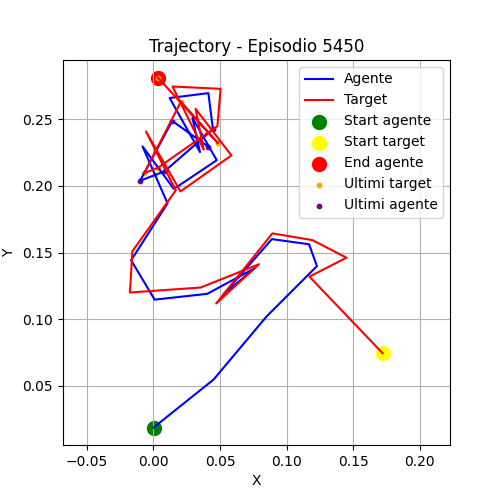 Trajectory - Episodio 5450
Agente
Target
Start agente
Start target
End agente
Ultimi target
Ultimi agente
Y
0.25
0.20
0.15
0.10
0.05
−0.05 0.00 0.05 0.10 0.15 0.20
X